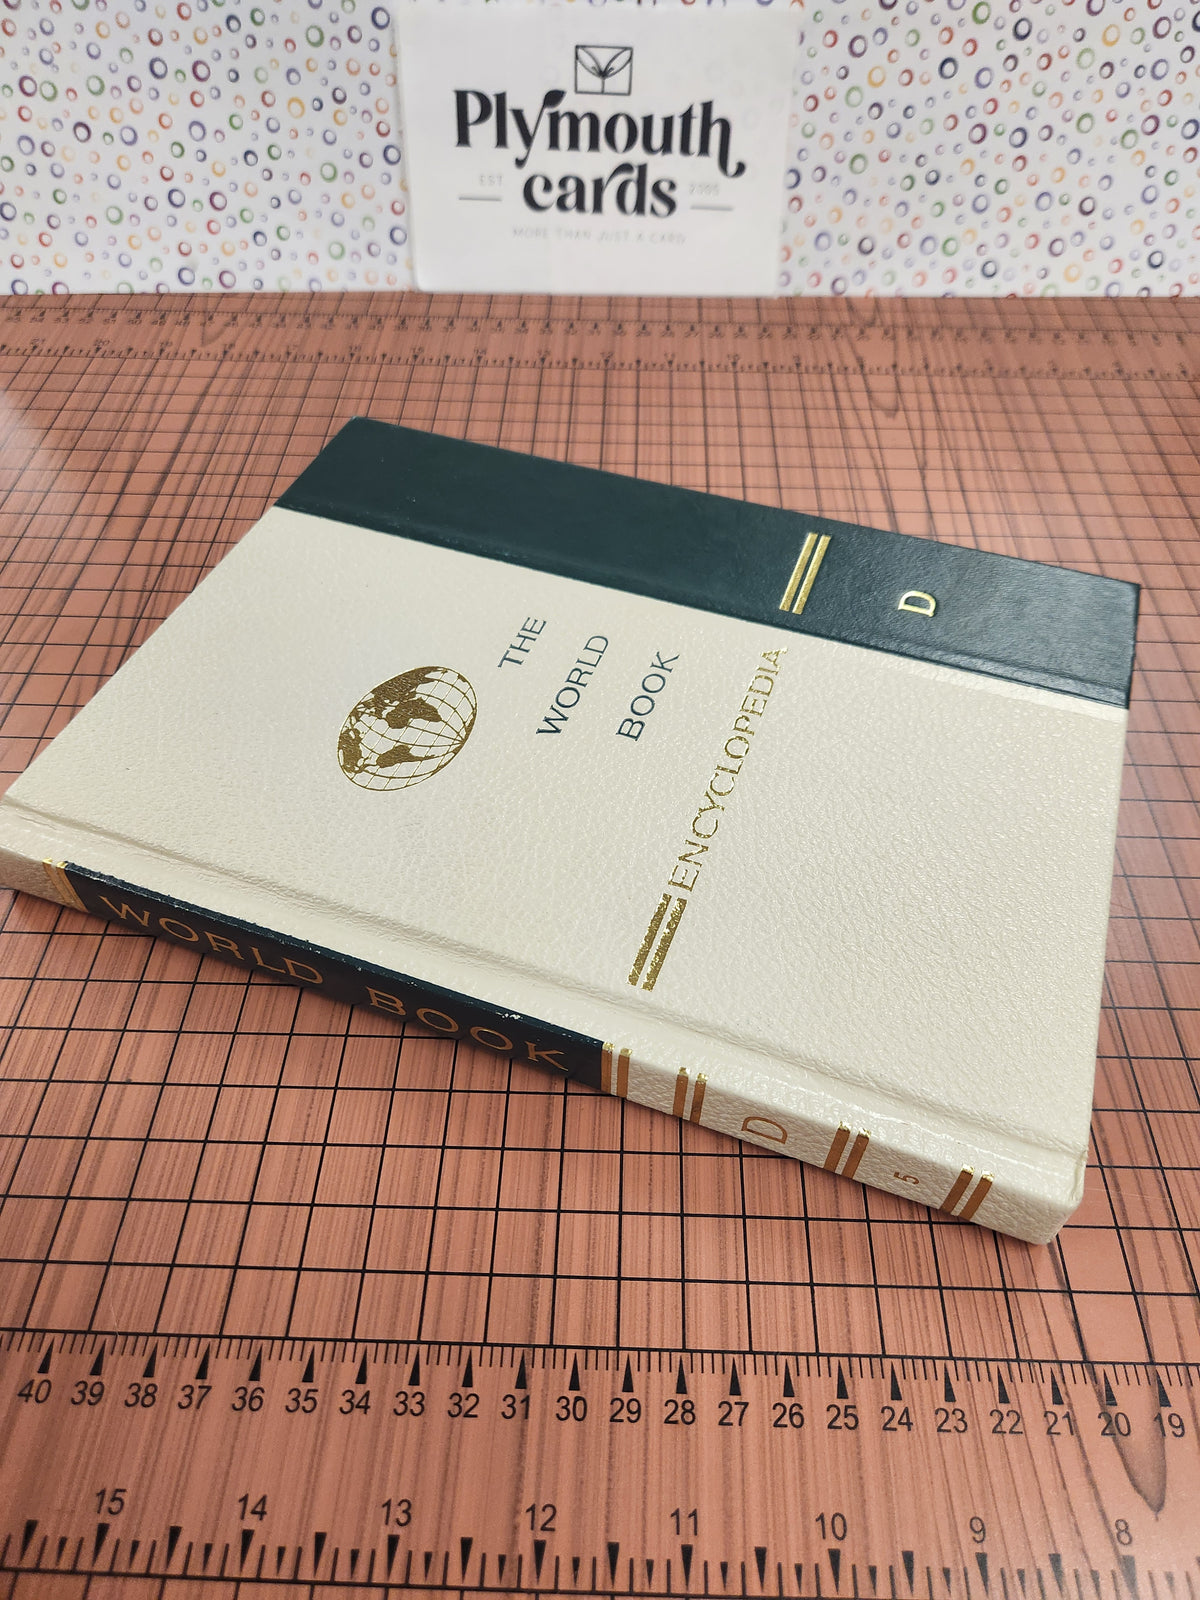 Plymouth
cards
EST 2005
MORE THAN JUST A CARD
D
THE
WORLD
BOOK
ENCYCLOPEDIA
WORLD BOOK
D
5
40 39 38 37 36 35 34 33 32 31 30 29 28 27 26 25 24 23 22 21 20 19
15 14 13 12 11 10 9 8